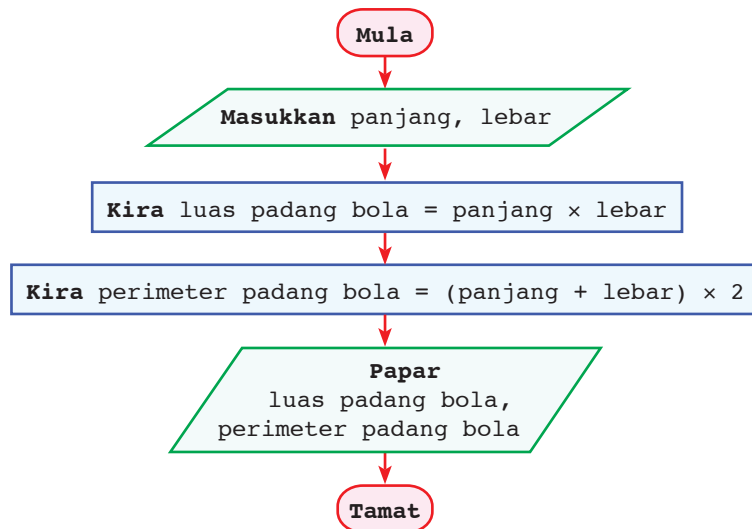 Mula
Masukkan panjang, lebar
Kira luas padang bola = panjang × lebar
Kira perimeter padang bola = (panjang + lebar) × 2
Papar
luas padang bola,
perimeter padang bola
Tamat